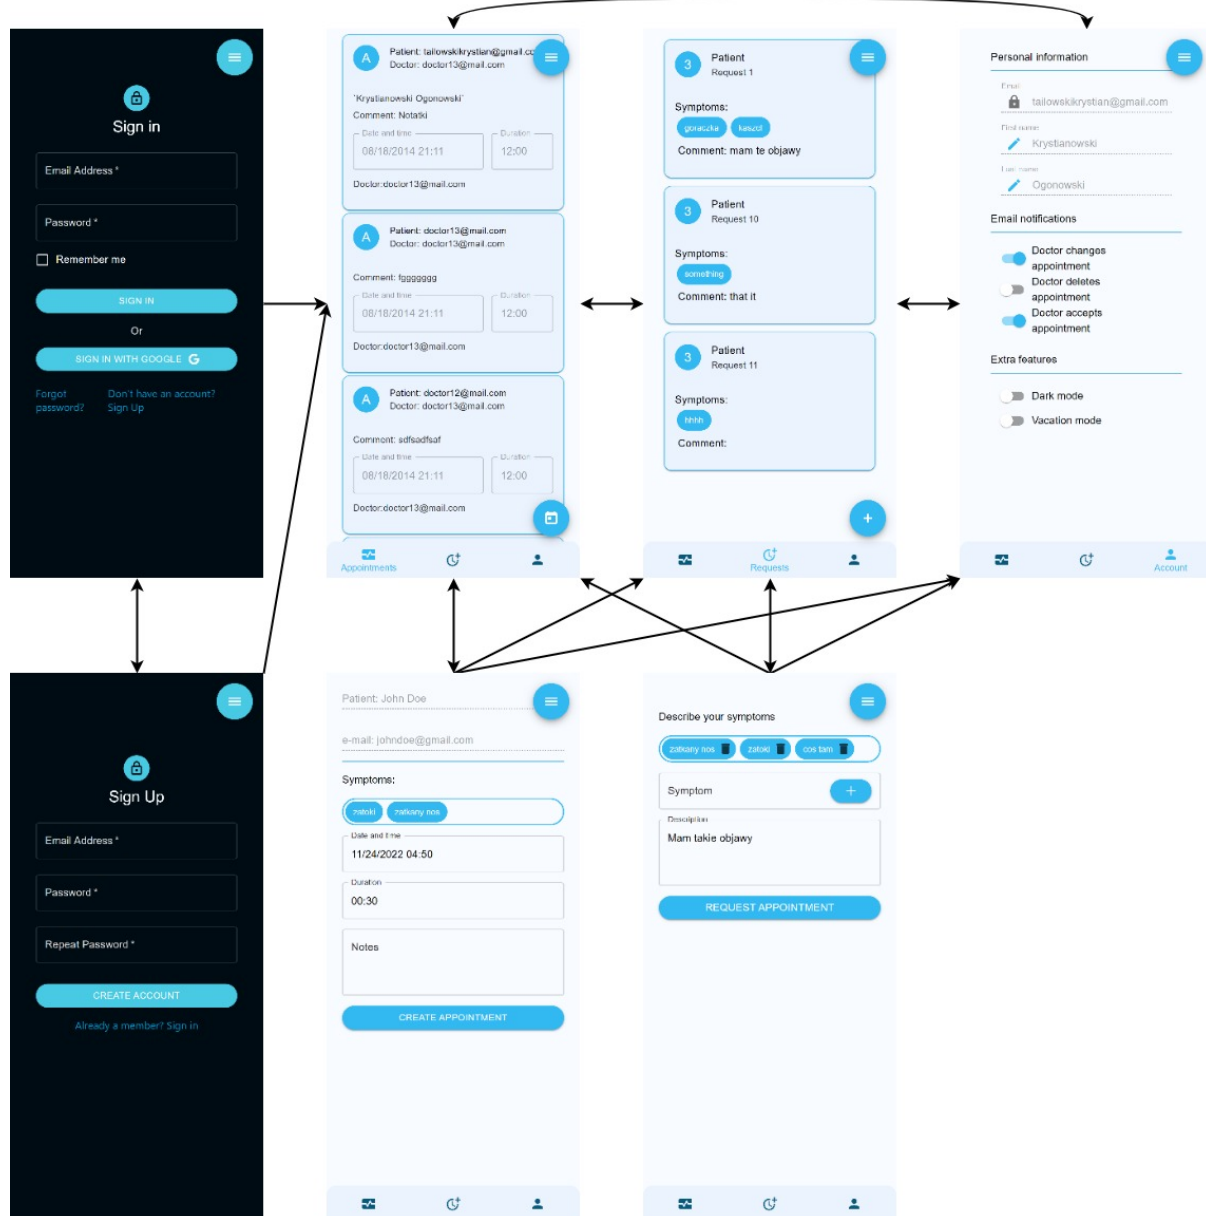 Sign in
Email Address *
Password *
Remember me
SIGN IN
Or
SIGN IN WITH GOOGLE G
Forgot password?
Don't have an account? Sign Up
Patient: tailowskikrystian@gmail.cc
Doctor: doctor13@mail.com
`Krystianowski Ogonowski`
Comment: Notatki
Date and time
Duration
08/18/2014 21:11
12:00
Doctor:doctor13@mail.com
A
Patient: doctor13@mail.com
Doctor: doctor13@mail.com
A
Comment: fggggggg
Date and time
Duration
08/18/2014 21:11
12:00
Doctor:doctor13@mail.com
Patient: doctor12@mail.com
Doctor: doctor13@mail.com
A
Comment: sdfsadfsaf
Date and time
Duration
08/18/2014 21:11
12:00
Doctor:doctor13@mail.com
Appointments
3
Patient
Request 1
Symptoms:
goraczka
kaszel
Comment: mam te objawy
3
Patient
Request 10
Symptoms:
something
Comment: that it
3
Patient
Request 11
Symptoms:
hhhh
Comment:
Requests
Personal information
Email
tailowskikrystian@gmail.com
First name
Krystianowski
Last name
Ogonowski
Email notifications
Doctor changes
appointment
Doctor deletes
appointment
Doctor accepts
appointment
Extra features
Dark mode
Vacation mode
Account
Sign Up
Email Address *
Password *
Repeat Password *
CREATE ACCOUNT
Already a member? Sign in
Patient: John Doe
e-mail: johndoe@gmail.com
Symptoms:
zatoki
zatkany nos
Date and time
11/24/2022 04:50
Duration
00:30
Notes
CREATE APPOINTMENT
Describe your symptoms
zatkany nos
zatoki
cos tam
Symptom
Description
Mam takie objawy
REQUEST APPOINTMENT